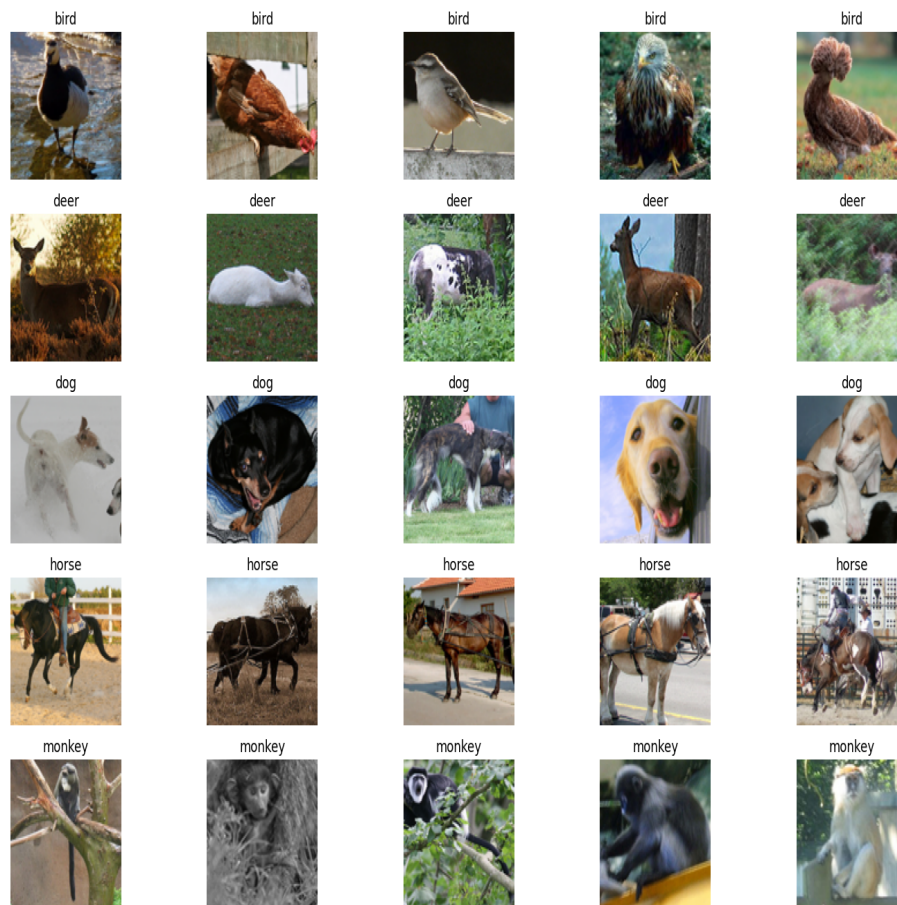 bird bird bird bird bird
deer deer deer deer deer
dog dog dog dog dog
horse horse horse horse horse
monkey monkey monkey monkey monkey